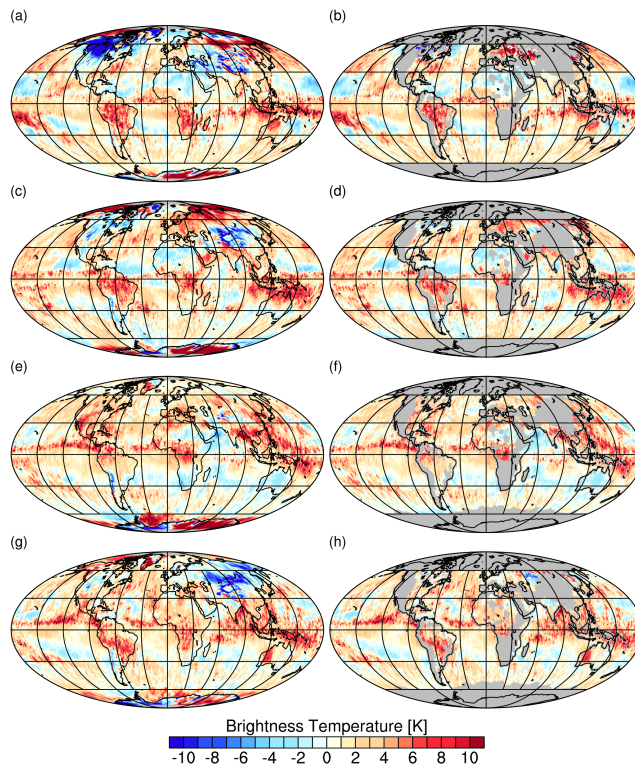 (a) (b)
(c) (d)
(e) (f)
(g) (h)
Brightness Temperature [K]
-10 -8 -6 -4 -2 0 2 4 6 8 10